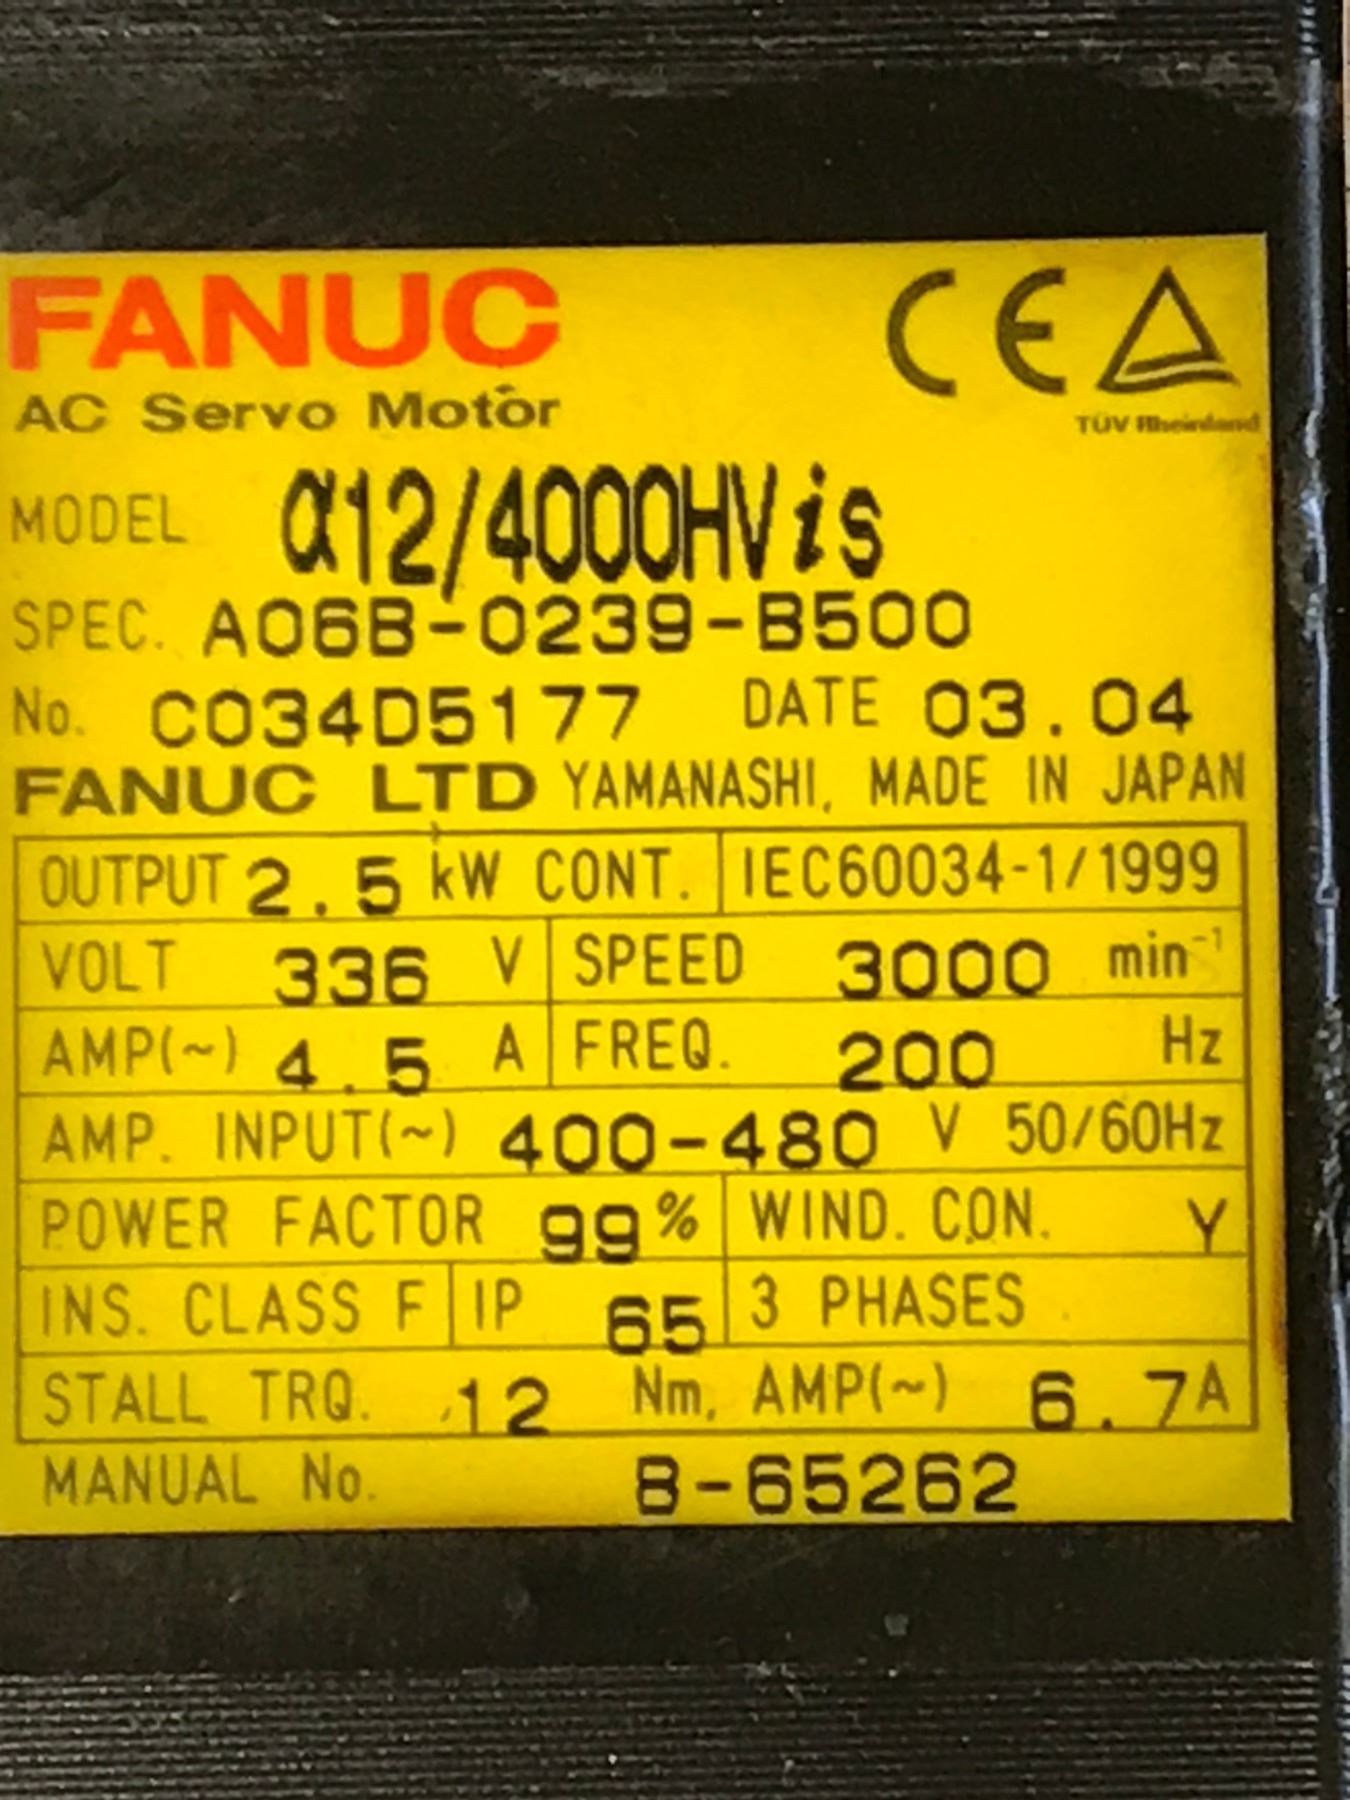 FANUC
CE
AC Servo Motor
TÜV Rheinland
MODEL α12/4000HVis
SPEC. A06B-0239-B500
No. C034D5177 DATE 03.04
FANUC LTD YAMANASHI, MADE IN JAPAN
OUTPUT 2.5 kW CONT. IEC60034-1/1999
VOLT 336 V SPEED 3000 min⁻¹
AMP(~) 4.5 A FREQ. 200 Hz
AMP. INPUT(~) 400-480 V 50/60Hz
POWER FACTOR 99 % WIND. CON. Y
INS. CLASS F IP 65 3 PHASES
STALL TRQ. 12 Nm, AMP(~) 6.7A
MANUAL No. B-65262